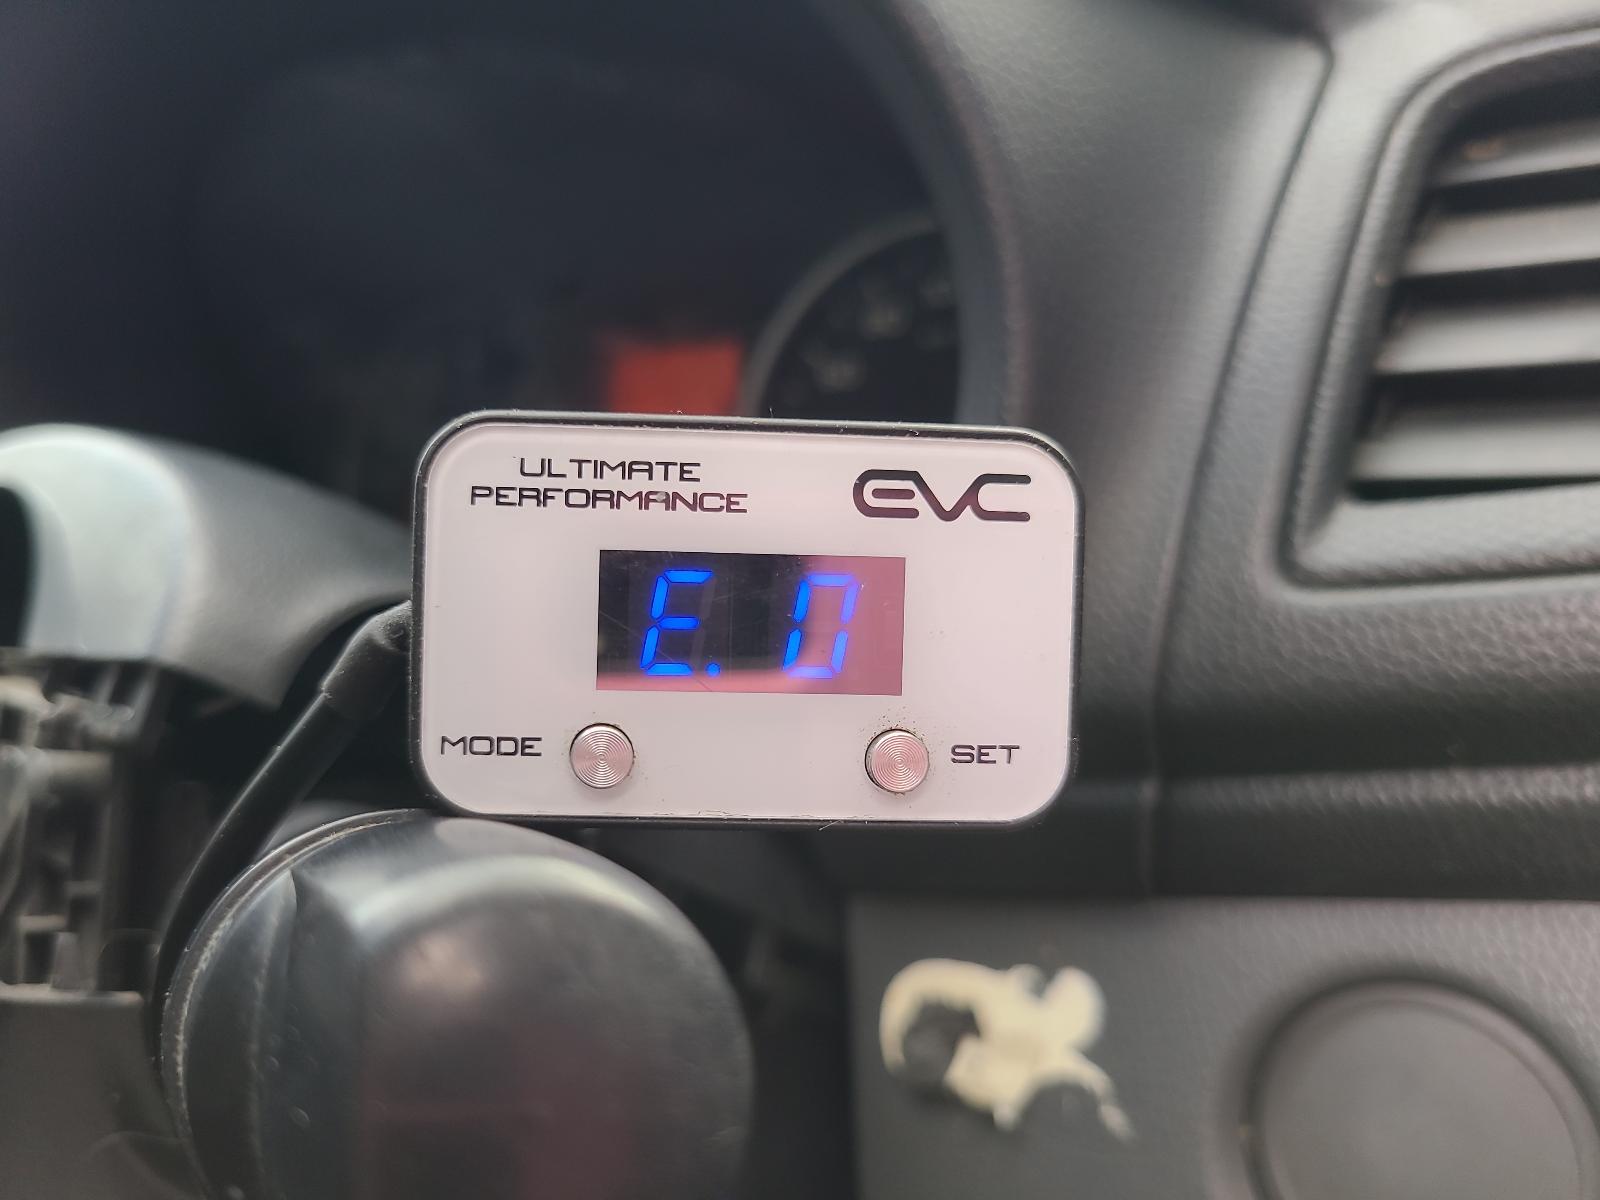 ULTIMATE
PERFORMANCE
EVC
E. 0
MODE
SET